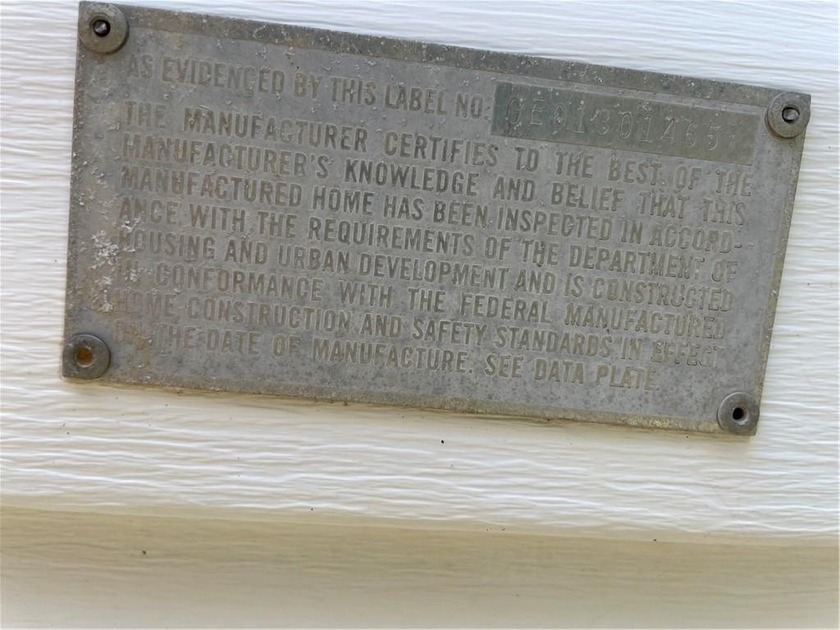 AS EVIDENCED BY THIS LABEL NO.
THE MANUFACTURER CERTIFIES TO THE BEST OF THE
MANUFACTURER'S KNOWLEDGE AND BELIEF THAT THIS
MANUFACTURED HOME HAS BEEN INSPECTED IN ACCORD-
ANCE WITH THE REQUIREMENTS OF THE DEPARTMENT OF
HOUSING AND URBAN DEVELOPMENT AND IS CONSTRUCTED
IN CONFORMANCE WITH THE FEDERAL MANUFACTURED
HOME CONSTRUCTION AND SAFETY STANDARDS IN EFFECT
ON THE DATE OF MANUFACTURE. SEE DATA PLATE.